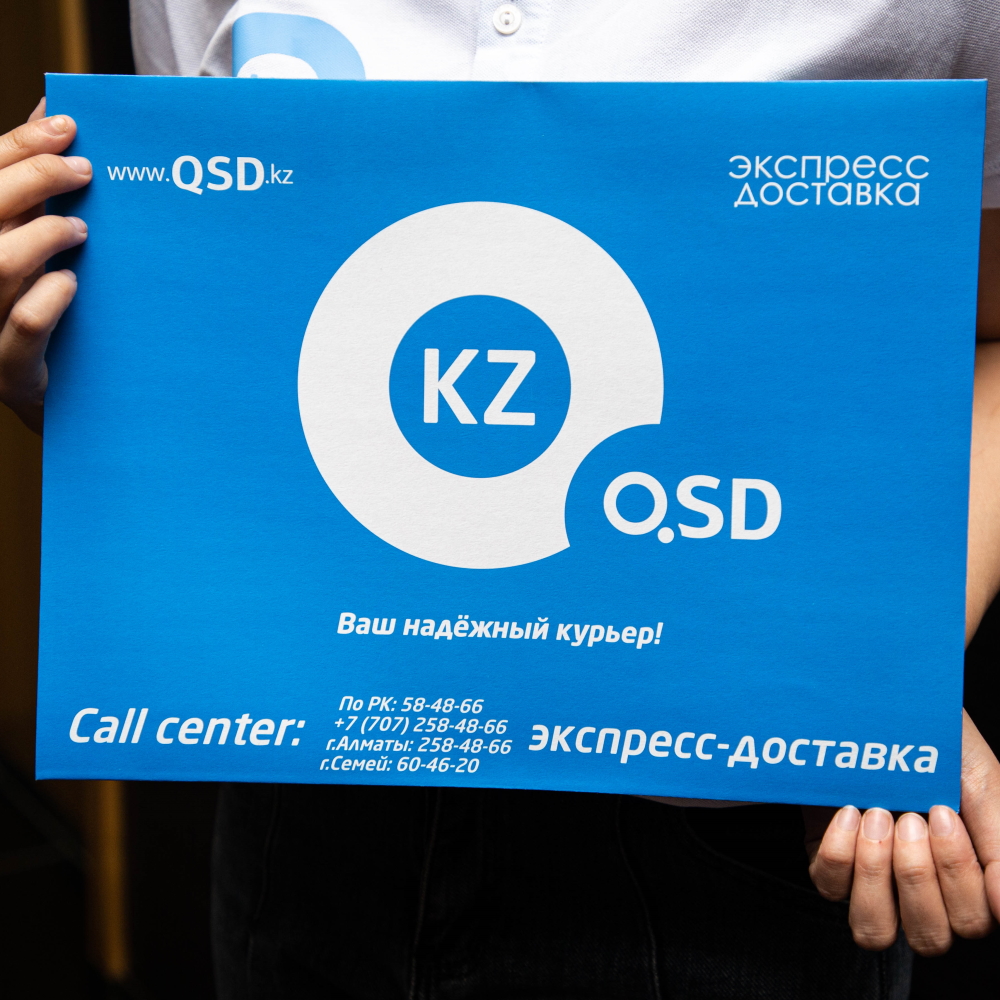 www.QSD.kz
экспресс
доставка
KZ
QSD
Ваш надёжный курьер!
Call center:
По РК: 58-48-66
+7 (707) 258-48-66
г.Алматы: 258-48-66
г.Семей: 60-46-20
экспресс-доставка